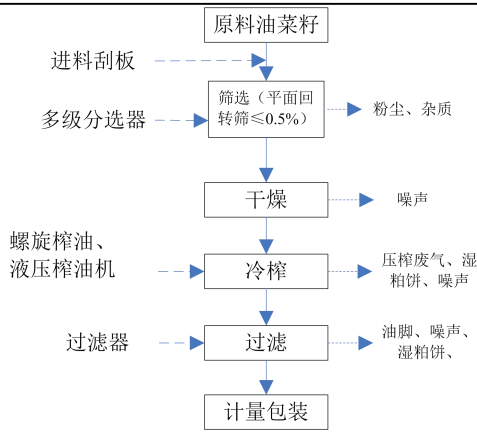 原料油菜籽
进料刮板
多级分选器
筛选（平面回
转筛≤0.5%）
粉尘、杂质
干燥
噪声
螺旋榨油、
液压榨油机
冷榨
压榨废气、湿
粕饼、噪声
过滤器
过滤
油脚、噪声、
湿粕饼、
计量包装